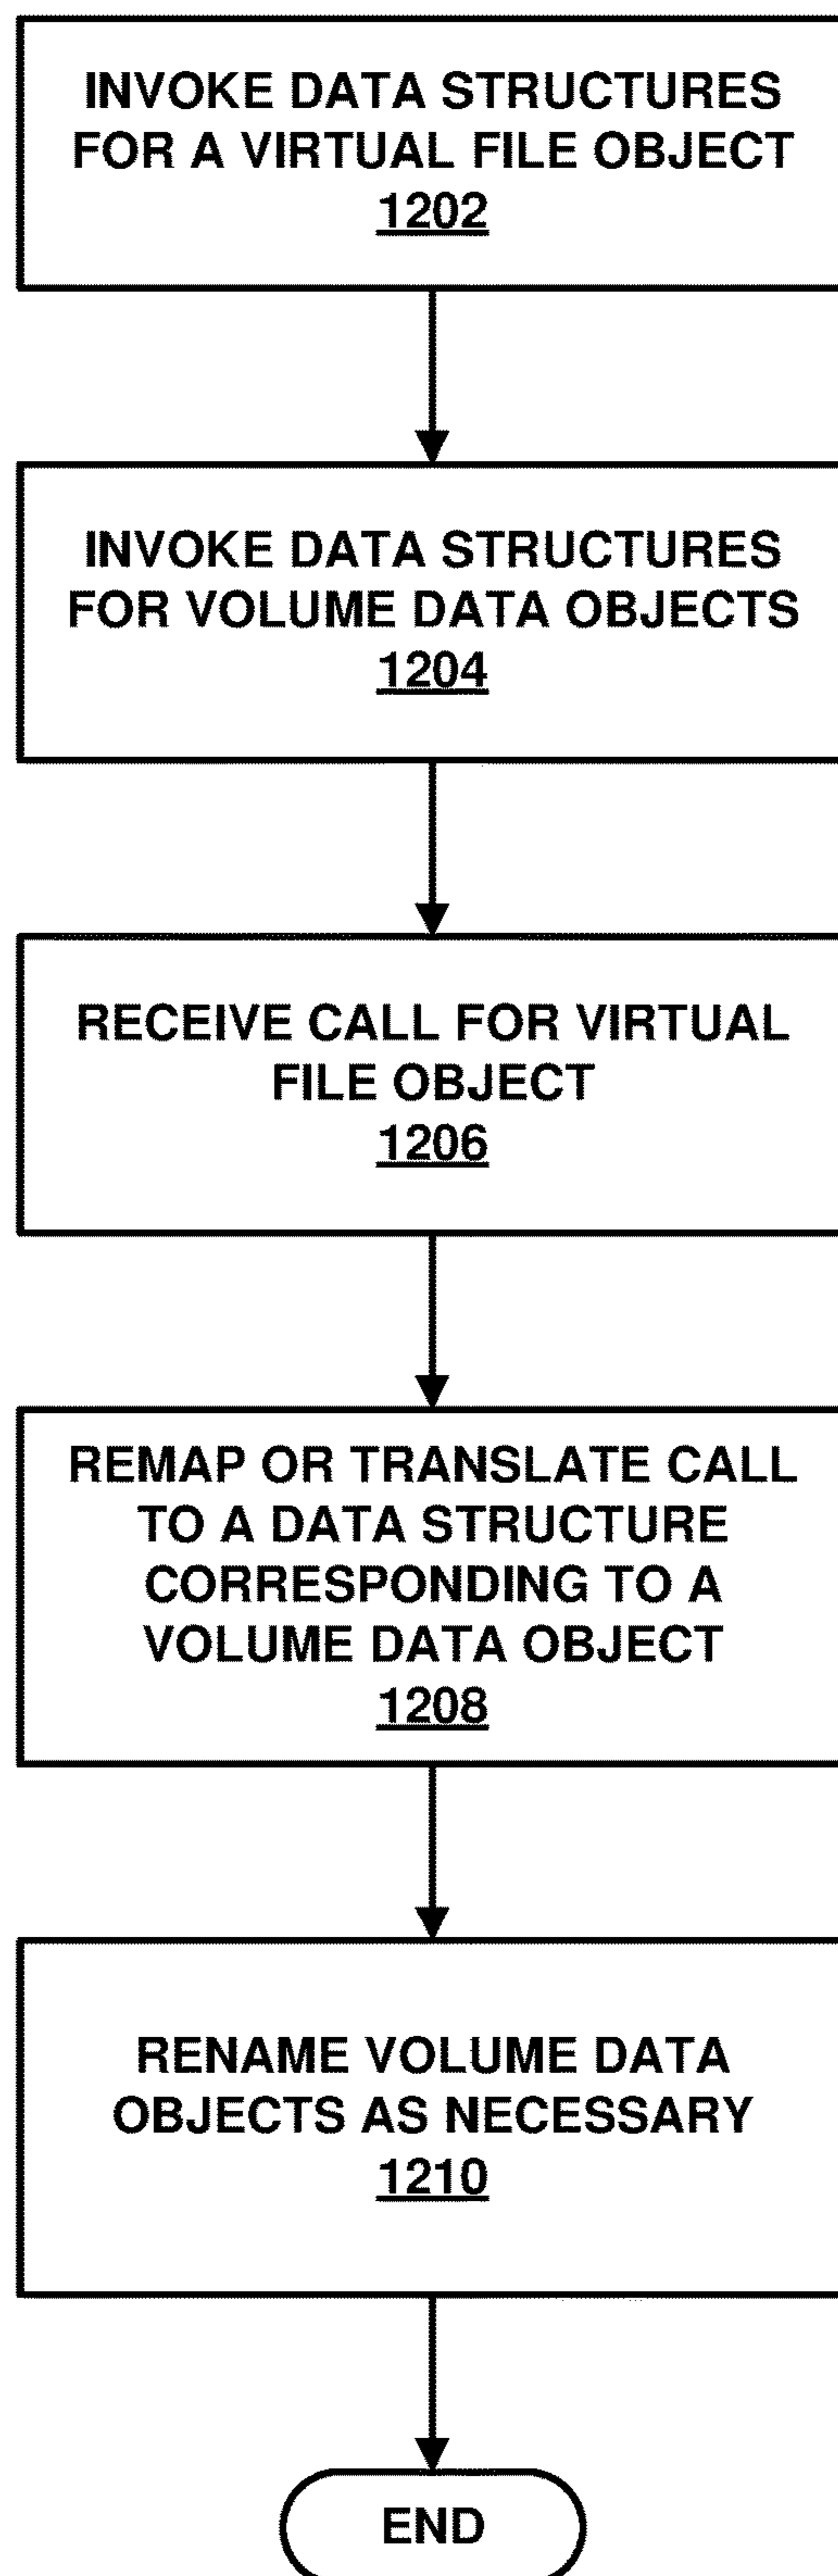 INVOKE DATA STRUCTURES
FOR A VIRTUAL FILE OBJECT
1202
INVOKE DATA STRUCTURES
FOR VOLUME DATA OBJECTS
1204
RECEIVE CALL FOR VIRTUAL
FILE OBJECT
1206
REMAP OR TRANSLATE CALL
TO A DATA STRUCTURE
CORRESPONDING TO A
VOLUME DATA OBJECT
1208
RENAME VOLUME DATA
OBJECTS AS NECESSARY
1210
END